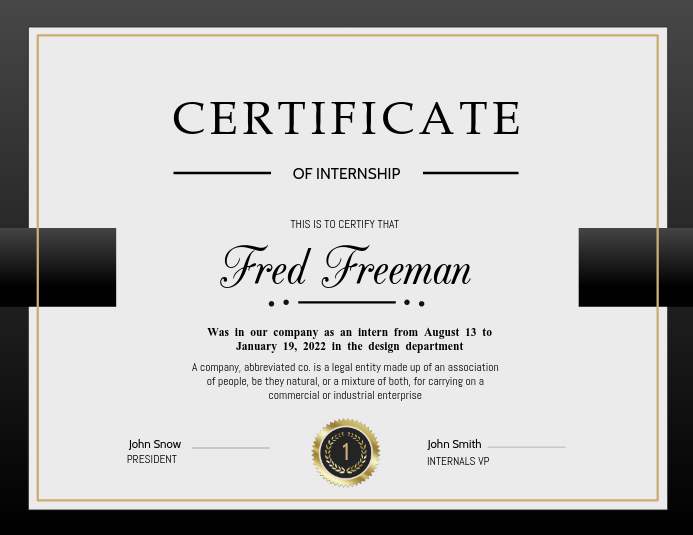 CERTIFICATE
OF INTERNSHIP
THIS IS TO CERTIFY THAT
Fred Freeman
Was in our company as an intern from August 13 to
January 19, 2022 in the design department
A company, abbreviated co. is a legal entity made up of an association
of people, be they natural, or a mixture of both, for carrying on a
commercial or industrial enterprise
John Snow
PRESIDENT
1
John Smith
INTERNALS VP